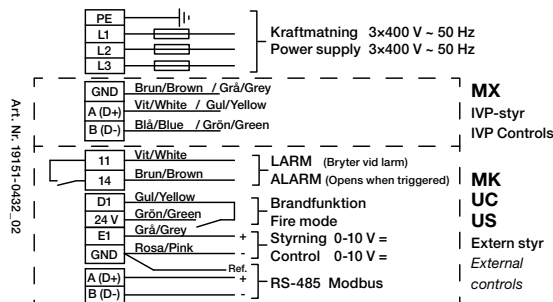 PE
L1
L2
L3
Kraftmatning 3×400 V ~ 50 Hz
Power supply 3×400 V ~ 50 Hz
GND Brun/Brown / Grå/Grey
A (D+) Vit/White / Gul/Yellow
B (D-) Blå/Blue / Grön/Green
MX
IVP-styr
IVP Controls
Art. Nr. 19151-0432_02
11 Vit/White
14 Brun/Brown
LARM (Bryter vid larm)
ALARM (Opens when triggered)
D1 Gul/Yellow
24 V Grön/Green
Brandfunktion
Fire mode
E1 Grå/Grey +
GND Rosa/Pink -
Styrning 0-10 V =
Control 0-10 V =
Ref.
A (D+) +
B (D-) -
RS-485 Modbus
MK
UC
US
Extern styr
External
controls